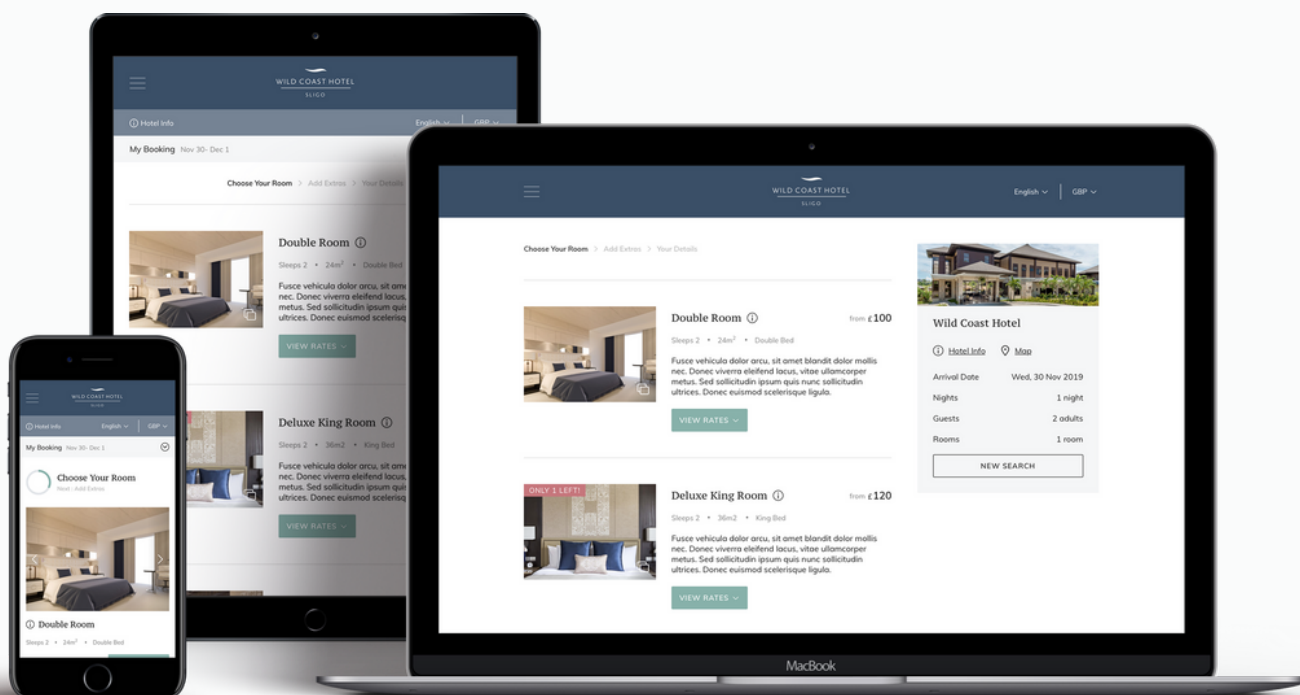 WILD COAST HOTEL
SLIGO
Hotel Info
English
GBP
My Booking Nov 30- Dec 1
Choose Your Room > Add Extras > Your Details
Double Room
Sleeps 2 • 24m² • Double Bed
Fusce vehicula dolor arcu, sit ame
nec. Donec viverra eleifend lacus,
metus. Sed sollicitudin ipsum quis
ultrices. Donec euismod scelerisq
VIEW RATES
Deluxe King Room
Sleeps 2 • 36m2 • King Bed
Fusce vehicula dolor arcu, sit ame
nec. Donec viverra eleifend lacus,
metus. Sed sollicitudin ipsum quis
ultrices. Donec euismod scelerisq
VIEW RATES
WILD COAST HOTEL
SLIGO
Hotel Info
English
GBP
My Booking Nov 30- Dec 1
Choose Your Room
Next : Add Extras
Double Room
Sleeps 2 • 24m² • Double Bed
WILD COAST HOTEL
SLIGO
English
GBP
Choose Your Room > Add Extras > Your Details
Double Room
from £100
Sleeps 2 • 24m² • Double Bed
Fusce vehicula dolor arcu, sit amet blandit dolor mollis
nec. Donec viverra eleifend lacus, vitae ullamcorper
metus. Sed sollicitudin ipsum quis nunc sollicitudin
ultrices. Donec euismod scelerisque ligula.
VIEW RATES
ONLY 1 LEFT!
Deluxe King Room
from £120
Sleeps 2 • 36m2 • King Bed
Fusce vehicula dolor arcu, sit amet blandit dolor mollis
nec. Donec viverra eleifend lacus, vitae ullamcorper
metus. Sed sollicitudin ipsum quis nunc sollicitudin
ultrices. Donec euismod scelerisque ligula.
VIEW RATES
Wild Coast Hotel
Hotel Info
Map
Arrival Date Wed, 30 Nov 2019
Nights 1 night
Guests 2 adults
Rooms 1 room
NEW SEARCH
MacBook